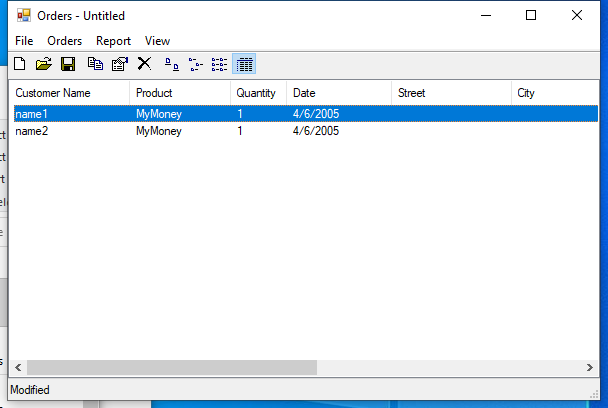 Orders - Untitled
File Orders Report View
Customer Name Product Quantity Date Street City
name1 MyMoney 1 4/6/2005
name2 MyMoney 1 4/6/2005
Modified